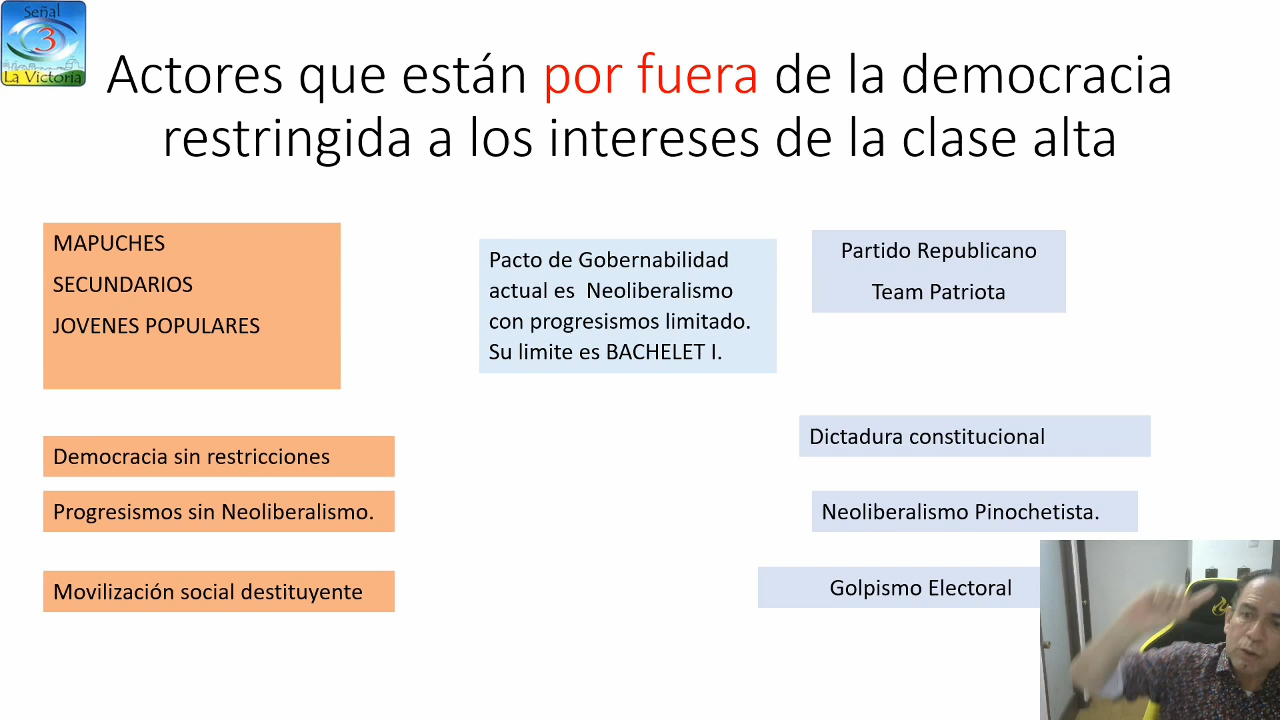 Señal
3
La Victoria
Actores que están por fuera de la democracia
restringida a los intereses de la clase alta
MAPUCHES
SECUNDARIOS
JOVENES POPULARES
Pacto de Gobernabilidad
actual es Neoliberalismo
con progresismos limitado.
Su limite es BACHELET I.
Partido Republicano
Team Patriota
Democracia sin restricciones
Progresismos sin Neoliberalismo.
Movilización social destituyente
Dictadura constitucional
Neoliberalismo Pinochetista.
Golpismo Electoral